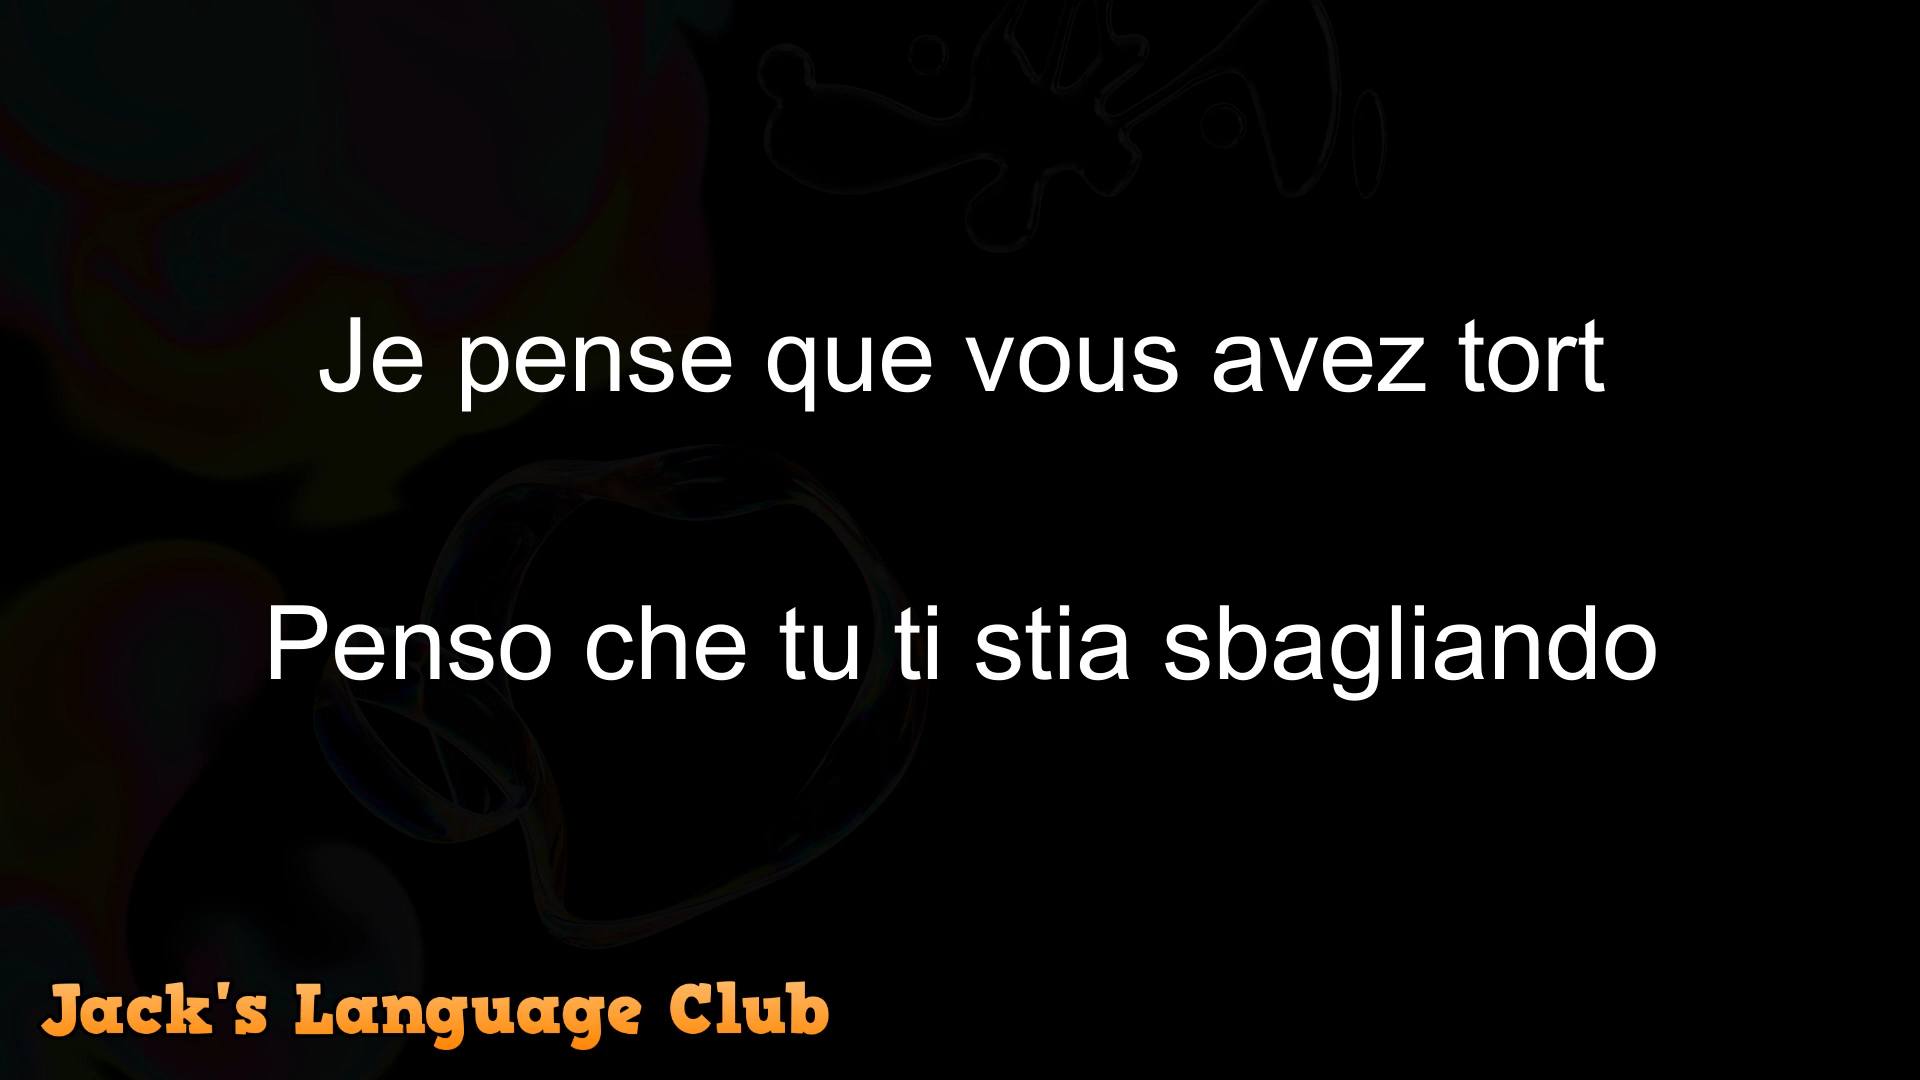 Je pense que vous avez tort
Penso che tu ti stia sbagliando
Jack's Language Club